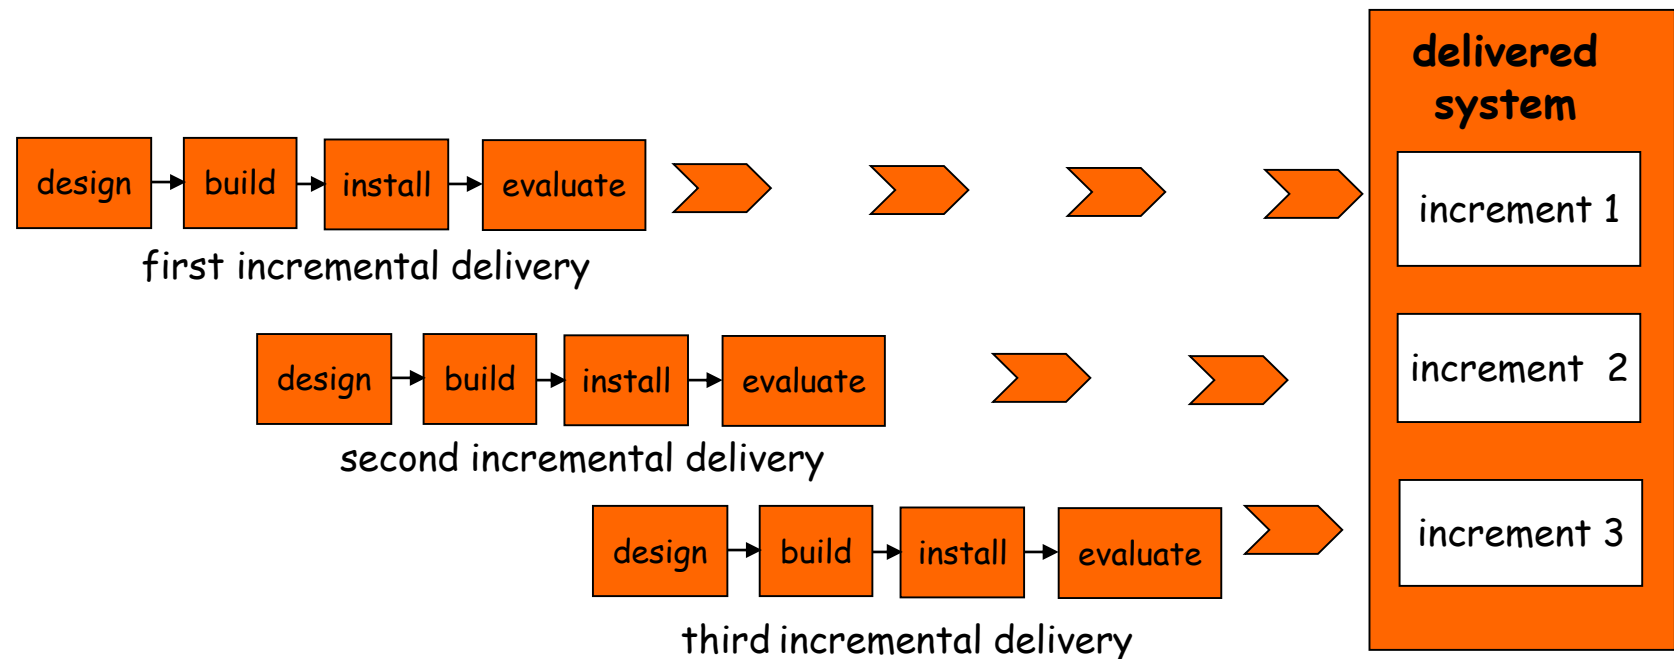 delivered
system
design
build
install
evaluate
increment 1
first incremental delivery
design
build
install
evaluate
increment 2
second incremental delivery
design
build
install
evaluate
increment 3
third incremental delivery